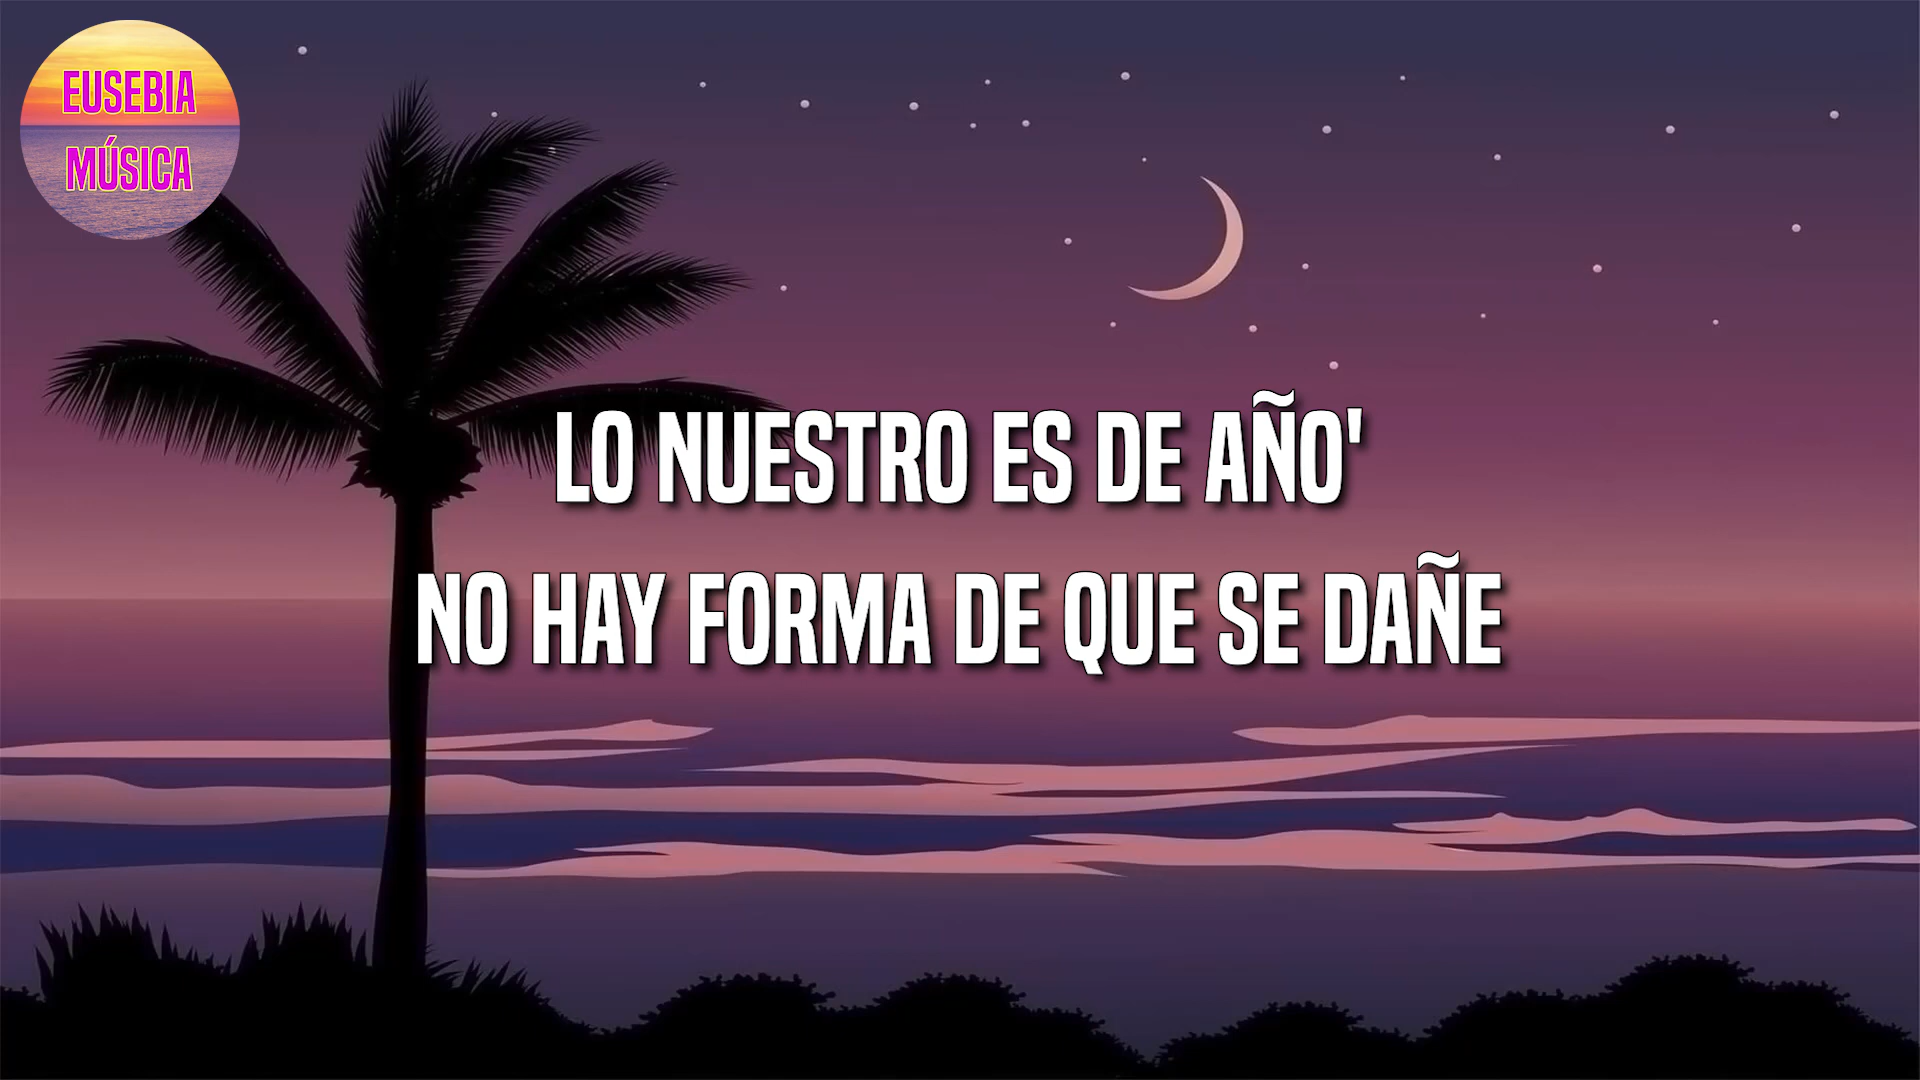 EUSEBIA
MÚSICA
LO NUESTRO ES DE AÑO'
NO HAY FORMA DE QUE SE DAÑE